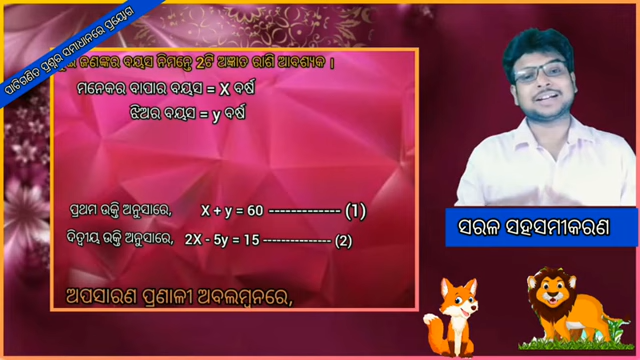 ପାଟିଗଣିତ ପ୍ରଶ୍ନର ସମାଧାନରେ ପ୍ରୟୋଗ
ଜଣଙ୍କର ବୟସ ନିମନ୍ତେ 2ଟି ଅଜ୍ଞାତ ରାଶି ଆବଶ୍ୟକ ।
ମନେକର ବାପାର ବୟସ = X ବର୍ଷ
ଝିଅର ବୟସ = y ବର୍ଷ
ପ୍ରଥମ ଉକ୍ତି ଅନୁସାରେ, X + y = 60 ------------- (1)
ଦ୍ଵିତୀୟ ଉକ୍ତି ଅନୁସାରେ, 2X - 5y = 15 --------------- (2)
ଅପସାରଣ ପ୍ରଣାଳୀ ଅବଲମ୍ବନରେ,
ସରଳ ସହସମୀକରଣ